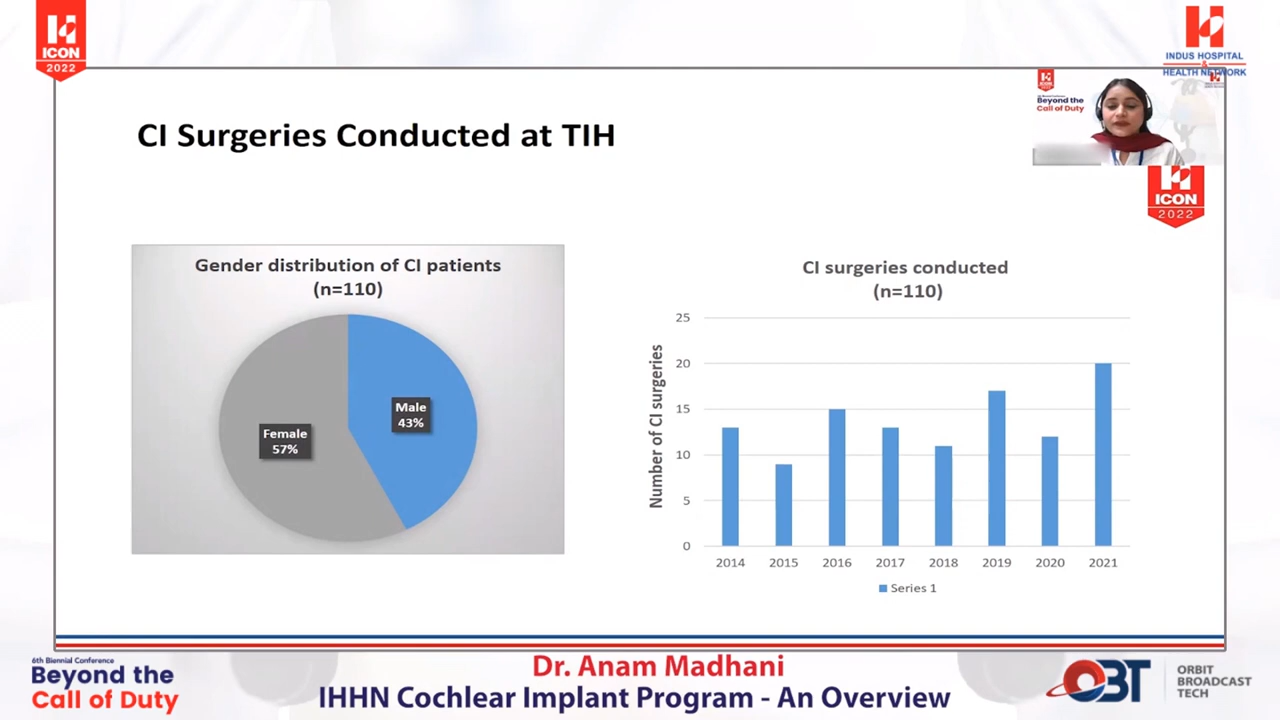 ICON
2022
INDUS HOSPITAL
&
HEALTH NETWORK
Beyond the
Call of Duty
ICON
2022
CI Surgeries Conducted at TIH
Gender distribution of CI patients
(n=110)
Male
43%
Female
57%
CI surgeries conducted
(n=110)
Number of CI surgeries
25
20
15
10
5
0
2014 2015 2016 2017 2018 2019 2020 2021
Series 1
6th Biennial Conference
Beyond the
Call of Duty
Dr. Anam Madhani
IHHN Cochlear Implant Program - An Overview
OBT
ORBIT
BROADCAST
TECH